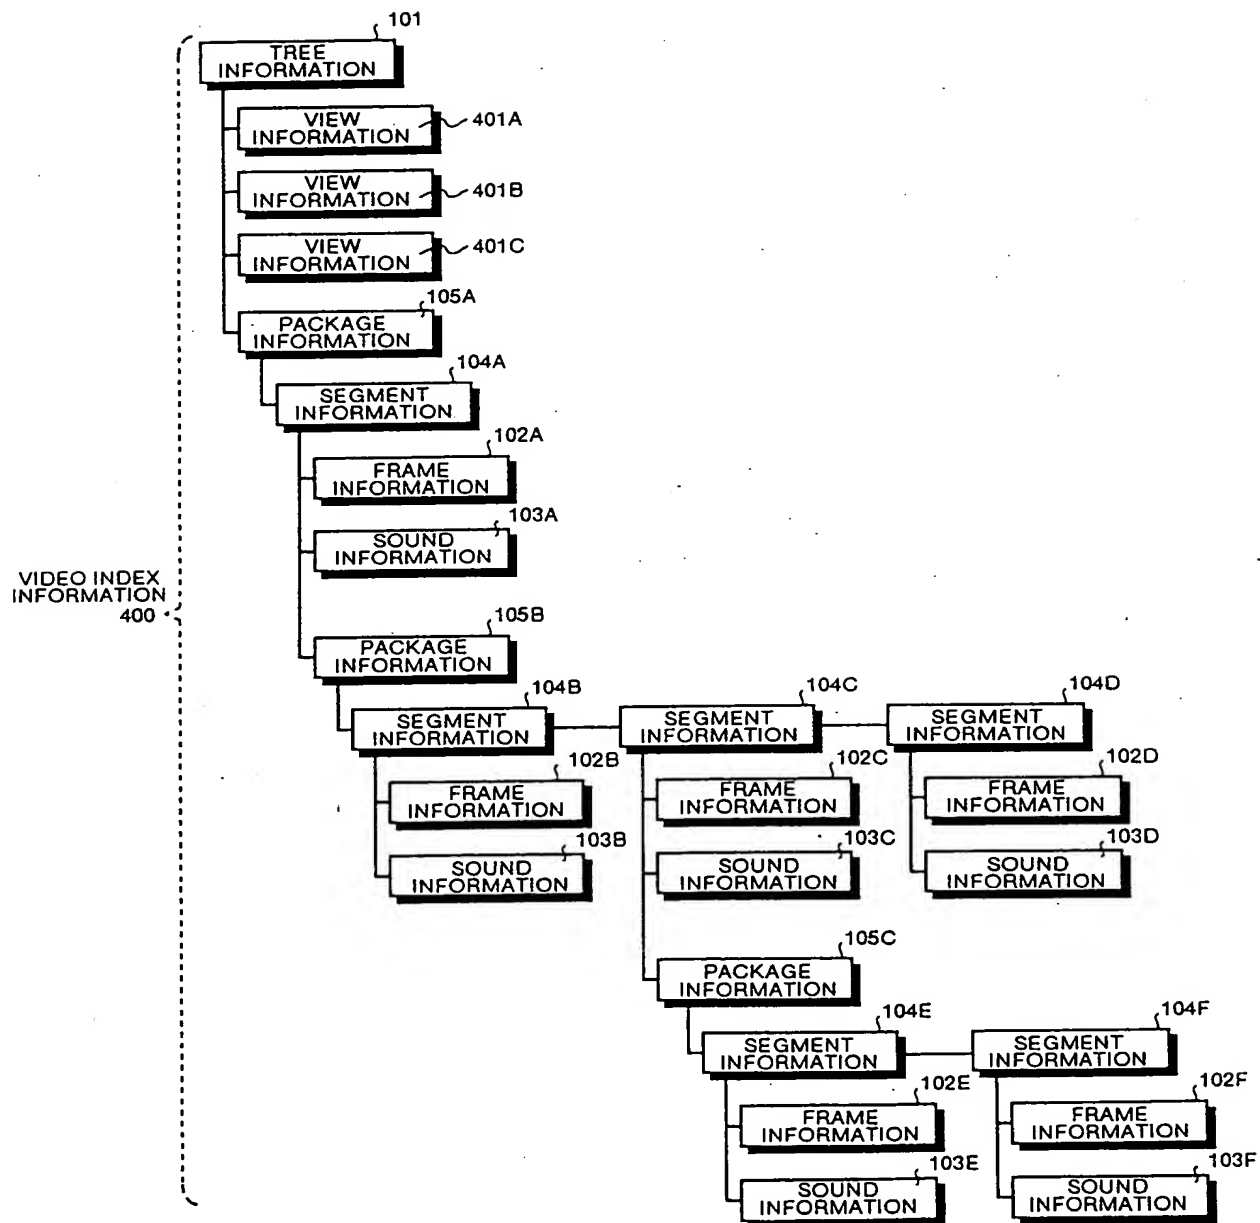 101
TREE
INFORMATION
VIEW
INFORMATION
401A
VIEW
INFORMATION
401B
VIEW
INFORMATION
401C
105A
PACKAGE
INFORMATION
104A
SEGMENT
INFORMATION
102A
FRAME
INFORMATION
103A
SOUND
INFORMATION
VIDEO INDEX
INFORMATION
400
105B
PACKAGE
INFORMATION
104B
SEGMENT
INFORMATION
104C
SEGMENT
INFORMATION
104D
SEGMENT
INFORMATION
102B
FRAME
INFORMATION
102C
FRAME
INFORMATION
102D
FRAME
INFORMATION
103B
SOUND
INFORMATION
103C
SOUND
INFORMATION
103D
SOUND
INFORMATION
105C
PACKAGE
INFORMATION
104E
SEGMENT
INFORMATION
104F
SEGMENT
INFORMATION
102E
FRAME
INFORMATION
102F
FRAME
INFORMATION
103E
SOUND
INFORMATION
103F
SOUND
INFORMATION